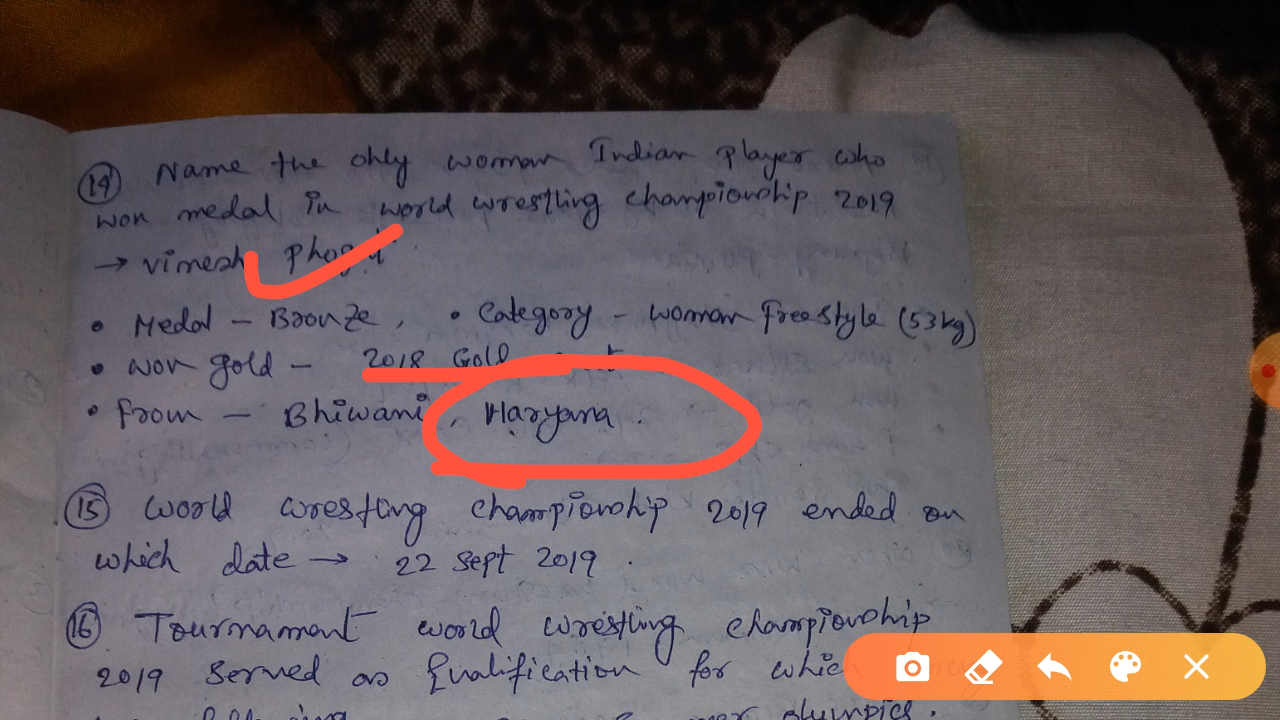 (14) Name the only woman Indian player who
won medal in world wrestling championship 2019
→ vinesh Phogat
• Medal - Bronze, • Category - woman freestyle (53kg)
• won gold - 2018 Gold
• From - Bhiwani, Haryana.
(15) World wrestling championship 2019 ended on
which date → 22 Sept 2019.
(16) Tournament world wrestling championship
2019 served as qualification for which
olympics.